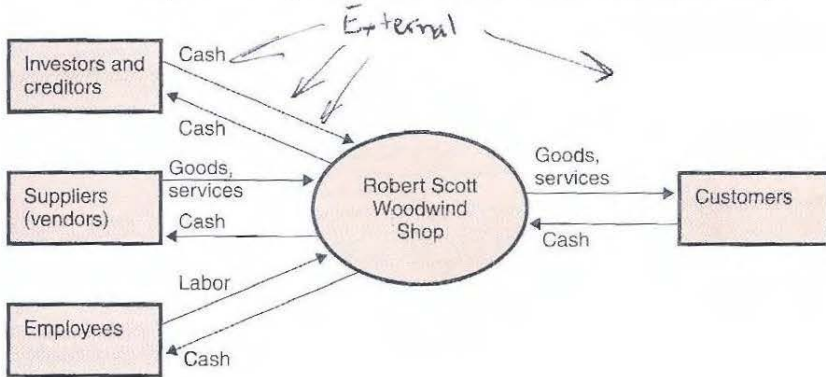 External
Cash
Investors and
creditors
Cash
Goods,
services
Suppliers
(vendors)
Cash
Labor
Employees
Cash
Robert Scott
Woodwind
Shop
Goods,
services
Cash
Customers